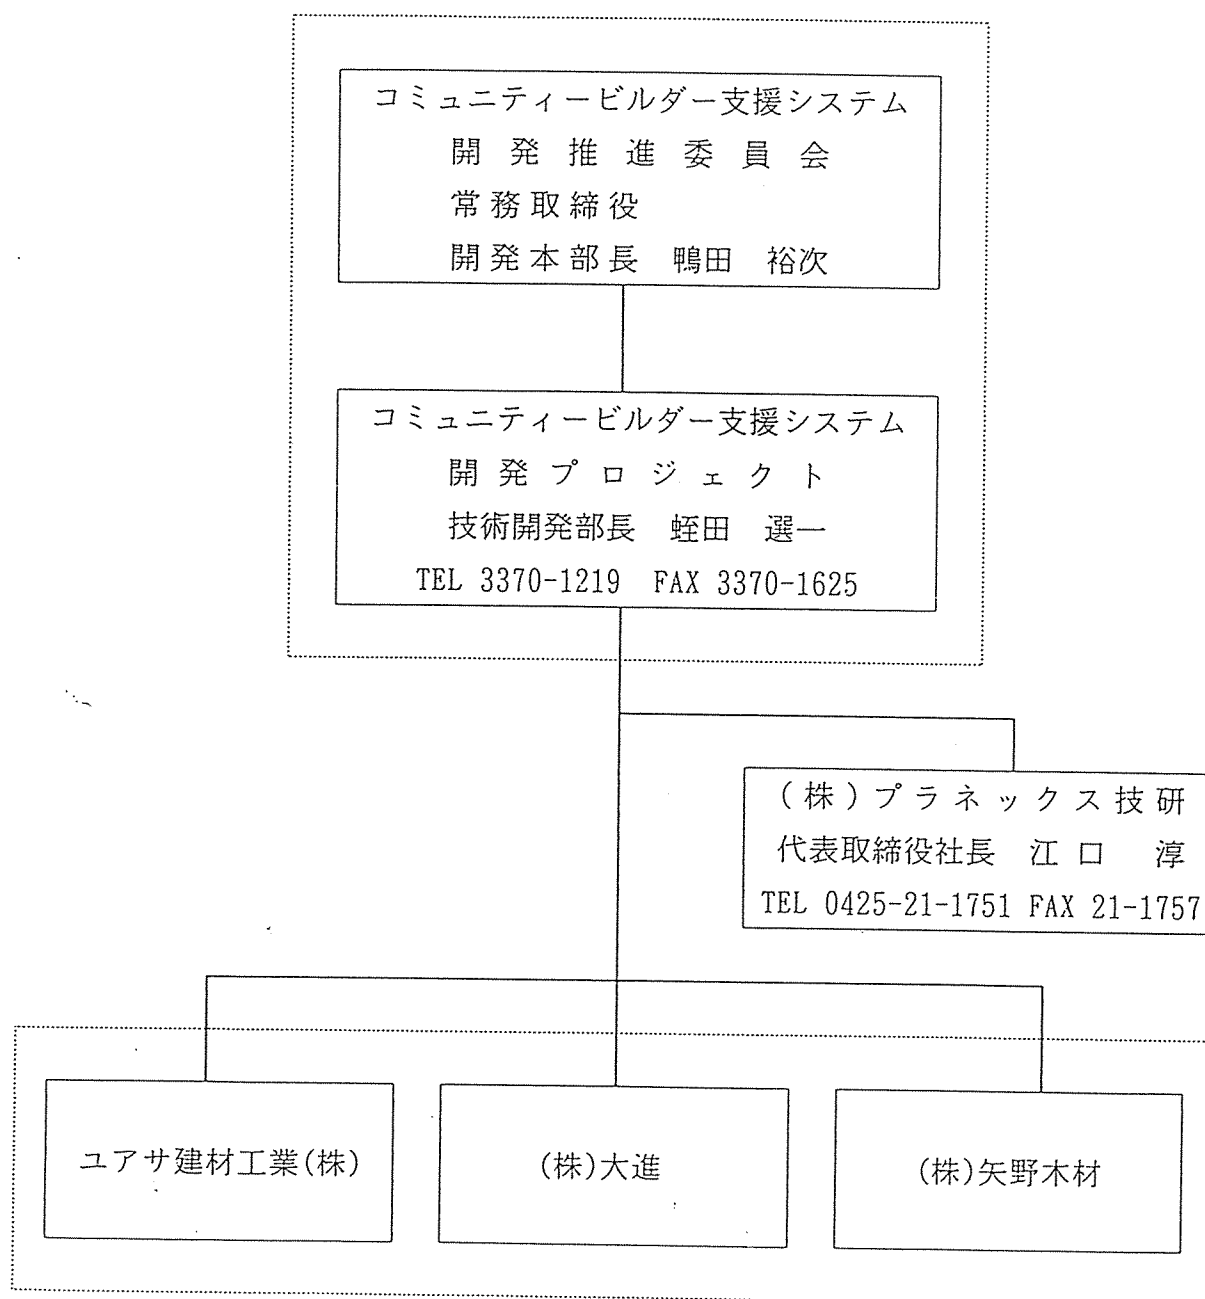 コミュニティービルダー支援システム
開発推進委員会
常務取締役
開発本部長　鴨田　裕次
コミュニティービルダー支援システム
開発プロジェクト
技術開発部長　蛭田　選一
TEL 3370-1219　FAX 3370-1625
(株)プラネックス技研
代表取締役社長　江口　淳
TEL 0425-21-1751 FAX 21-1757
ユアサ建材工業(株)
(株)大進
(株)矢野木材